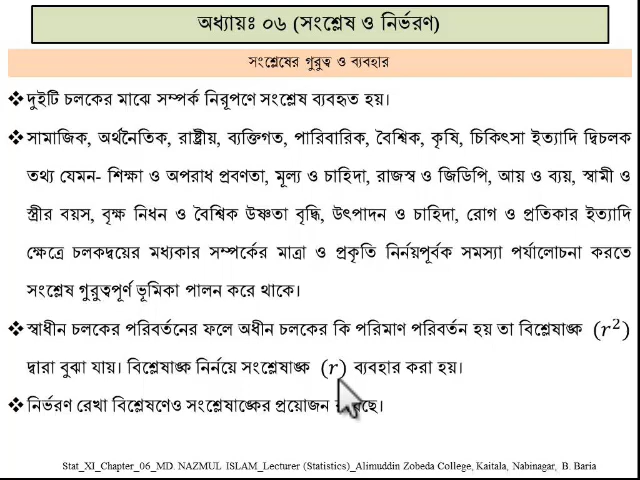 অধ্যায়ঃ ০৬ (সংশ্লেষ ও নির্ভরণ)
সংশ্লেষের গুরুত্ব ও ব্যবহার
❖দুইটি চলকের মাঝে সম্পর্ক নিরূপণে সংশ্লেষ ব্যবহৃত হয়।
❖সামাজিক, অর্থনৈতিক, রাষ্ট্রীয়, ব্যক্তিগত, পারিবারিক, বৈশ্বিক, কৃষি, চিকিৎসা ইত্যাদি দ্বিচলক
তথ্য যেমন- শিক্ষা ও অপরাধ প্রবণতা, মূল্য ও চাহিদা, রাজস্ব ও জিডিপি, আয় ও ব্যয়, স্বামী ও
স্ত্রীর বয়স, বৃক্ষ নিধন ও বৈশ্বিক উষ্ণতা বৃদ্ধি, উৎপাদন ও চাহিদা, রোগ ও প্রতিকার ইত্যাদি
ক্ষেত্রে চলকদ্বয়ের মধ্যকার সম্পর্কের মাত্রা ও প্রকৃতি নির্নয়পূর্বক সমস্যা পর্যালোচনা করতে
সংশ্লেষ গুরুত্বপূর্ণ ভূমিকা পালন করে থাকে।
❖স্বাধীন চলকের পরিবর্তনের ফলে অধীন চলকের কি পরিমাণ পরিবর্তন হয় তা বিশ্লেষাঙ্ক (r²)
দ্বারা বুঝা যায়। বিশ্লেষাঙ্ক নির্নয়ে সংশ্লেষাঙ্ক (r) ব্যবহার করা হয়।
❖নির্ভরণ রেখা বিশ্লেষণেও সংশ্লেষাঙ্কের প্রয়োজন
Stat_XI_Chapter_06_MD. NAZMUL ISLAM_Lecturer (Statistics)_Alimuddin Zobeda College, Kaitala, Nabinagar, B. Baria